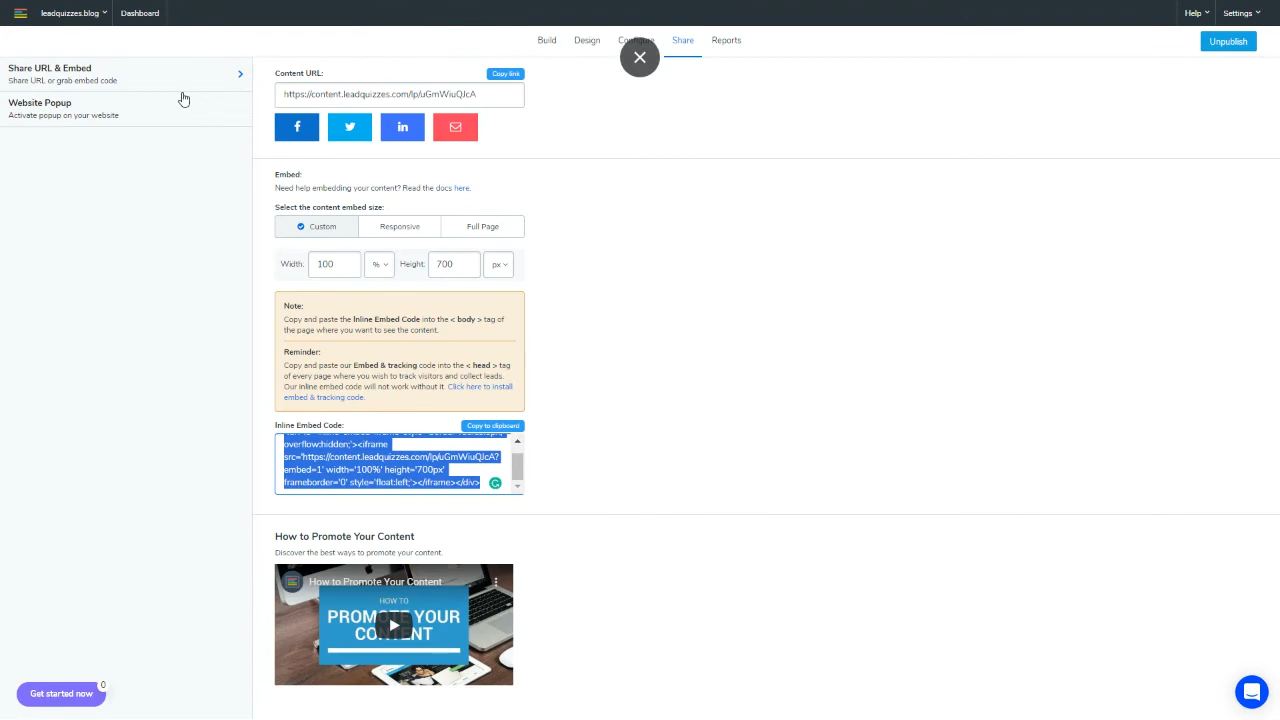 leadquizzes.blog
Dashboard
Help
Settings
Build
Design
Share
Reports
Unpublish
Share URL & Embed
Share URL or grab embed code
Website Popup
Activate popup on your website
Content URL:
Copy link
https://content.leadquizzes.com/lp/uGmWiuQJcA
Embed:
Need help embedding your content? Read the docs here.
Select the content embed size:
Custom
Responsive
Full Page
Width:
100
%
Height:
700
px
Note:
Copy and paste the Inline Embed Code into the < body > tag of
the page where you want to see the content.
Reminder:
Copy and paste our Embed & tracking code into the < head > tag
of every page where you wish to track visitors and collect leads.
Our inline embed code will not work without it. Click here to install
embed & tracking code.
Inline Embed Code:
Copy to clipboard
overflow:hidden;'><iframe
src='https://content.leadquizzes.com/lp/uGmWiuQJcA?
embed=1' width='100%' height='700px'
frameborder='0' style='float:left;'></iframe></div>
How to Promote Your Content
Discover the best ways to promote your content.
How to Promote Your Content
HOW TO
PROMOTE YOUR
CONTENT
Get started now
0